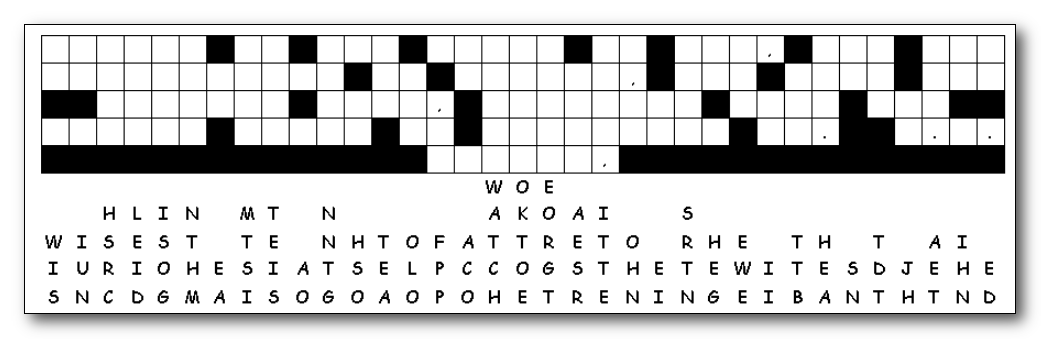 W O E
H L I N M T N A K O A I S
W I S E S T T E N H T O F A T T R E T O R H E T H T A I
I U R I O H E S I A T S E L P C C O G S T H E T E W I T E S D J E H E
S N C D G M A I S O G O A O P O H E T R E N I N G E I B A N T H T N D